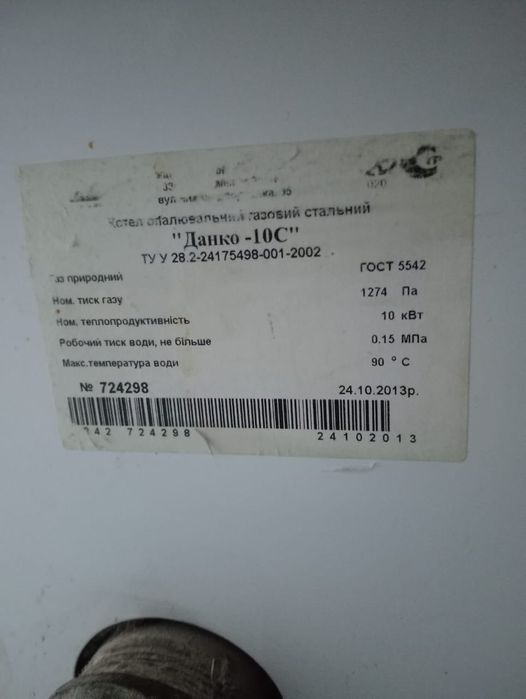 вул
Котел опалювальний газовий стальний
"Данко -10С"
ТУ У 28.2-24175498-001-2002
Газ природний ГОСТ 5542
Ном. тиск газу 1274 Па
Ном. теплопродуктивність 10 кВт
Робочий тиск води, не більше 0.15 МПа
Макс.температура води 90 ° С
№ 724298 24.10.2013р.
242 724298 24102013